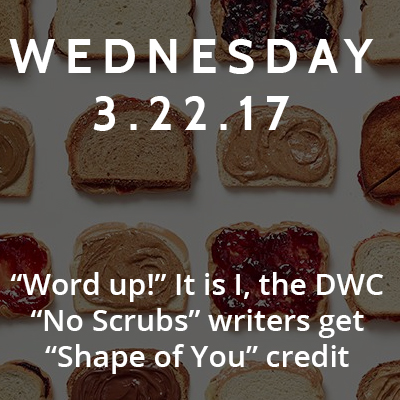 WEDNESDAY
3.22.17
“Word up!” It is I, the DWC
“No Scrubs” writers get
“Shape of You” credit